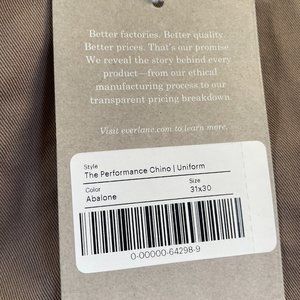 Better factories. Better quality.
Better prices. That's our promise.
We reveal the story behind every
product—from our ethical
manufacturing process to our
transparent pricing breakdown.
Visit everlane.com to learn more.
Style
The Performance Chino | Uniform
Color Size
Abalone 31x30
0-00000-64298-9